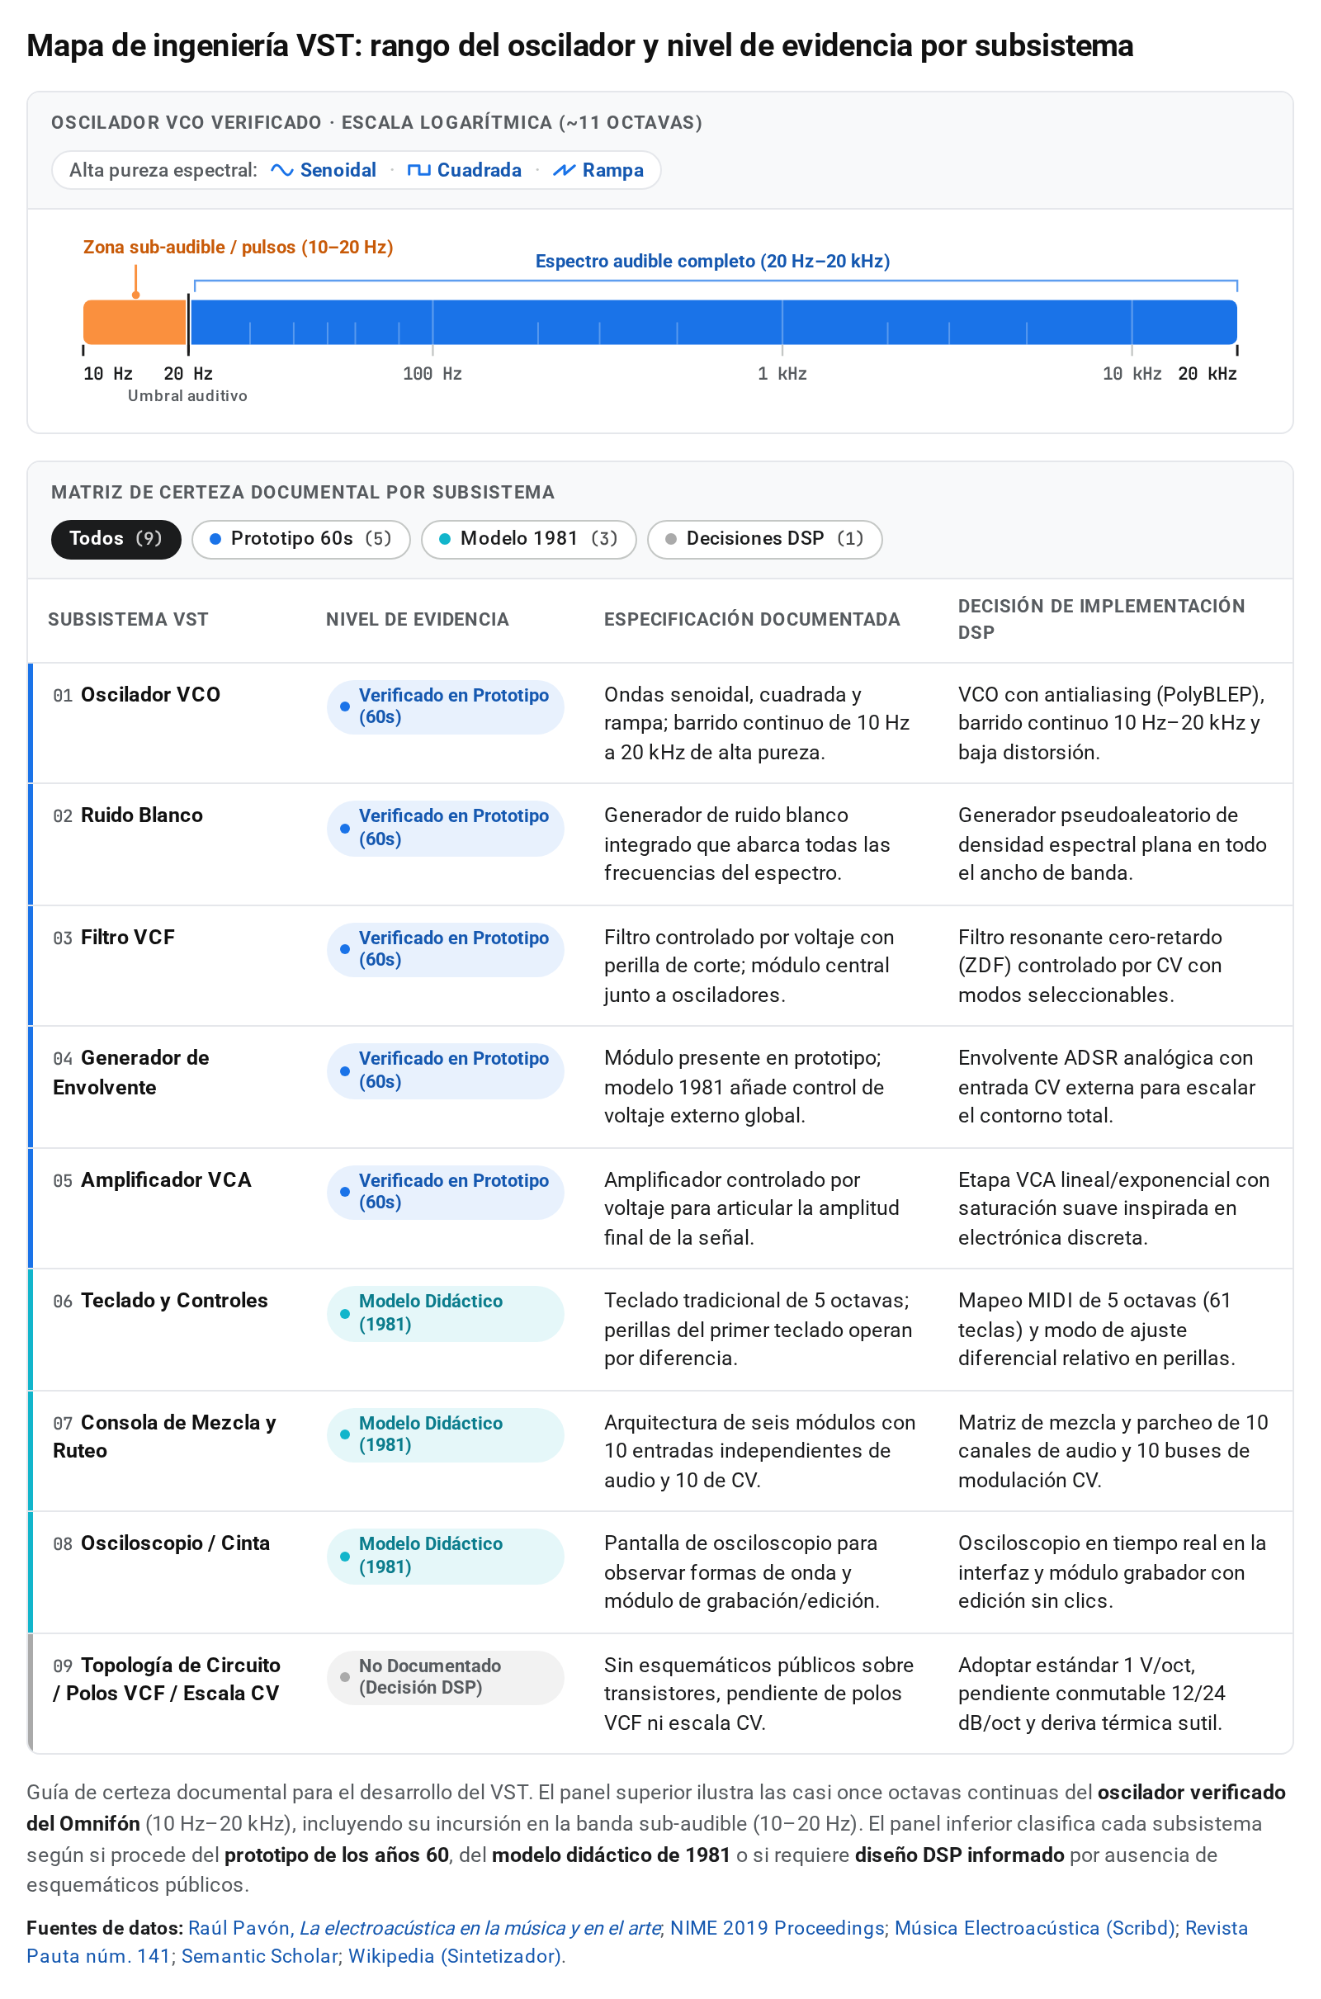 Mapa de ingeniería VST: rango del oscilador y nivel de evidencia por subsistema
OSCILADOR VCO VERIFICADO · ESCALA LOGARÍTMICA (~11 OCTAVAS)
Alta pureza espectral: Senoidal · Cuadrada · Rampa
Zona sub-audible / pulsos (10–20 Hz)
Espectro audible completo (20 Hz–20 kHz)
10 Hz 20 Hz 100 Hz 1 kHz 10 kHz 20 kHz
Umbral auditivo
MATRIZ DE CERTEZA DOCUMENTAL POR SUBSISTEMA
Todos (9) Prototipo 60s (5) Modelo 1981 (3) Decisiones DSP (1)
SUBSISTEMA VST
NIVEL DE EVIDENCIA
ESPECIFICACIÓN DOCUMENTADA
DECISIÓN DE IMPLEMENTACIÓN
DSP
01 Oscilador VCO
Verificado en Prototipo
(60s)
Ondas senoidal, cuadrada y
rampa; barrido continuo de 10 Hz
a 20 kHz de alta pureza.
VCO con antialiasing (PolyBLEP),
barrido continuo 10 Hz–20 kHz y
baja distorsión.
02 Ruido Blanco
Verificado en Prototipo
(60s)
Generador de ruido blanco
integrado que abarca todas las
frecuencias del espectro.
Generador pseudoaleatorio de
densidad espectral plana en todo
el ancho de banda.
03 Filtro VCF
Verificado en Prototipo
(60s)
Filtro controlado por voltaje con
perilla de corte; módulo central
junto a osciladores.
Filtro resonante cero-retardo
(ZDF) controlado por CV con
modos seleccionables.
04 Generador de
Envolvente
Verificado en Prototipo
(60s)
Módulo presente en prototipo;
modelo 1981 añade control de
voltaje externo global.
Envolvente ADSR analógica con
entrada CV externa para escalar
el contorno total.
05 Amplificador VCA
Verificado en Prototipo
(60s)
Amplificador controlado por
voltaje para articular la amplitud
final de la señal.
Etapa VCA lineal/exponencial con
saturación suave inspirada en
electrónica discreta.
06 Teclado y Controles
Modelo Didáctico
(1981)
Teclado tradicional de 5 octavas;
perillas del primer teclado operan
por diferencia.
Mapeo MIDI de 5 octavas (61
teclas) y modo de ajuste
diferencial relativo en perillas.
07 Consola de Mezcla y
Ruteo
Modelo Didáctico
(1981)
Arquitectura de seis módulos con
10 entradas independientes de
audio y 10 de CV.
Matriz de mezcla y parcheo de 10
canales de audio y 10 buses de
modulación CV.
08 Osciloscopio / Cinta
Modelo Didáctico
(1981)
Pantalla de osciloscopio para
observar formas de onda y
módulo de grabación/edición.
Osciloscopio en tiempo real en la
interfaz y módulo grabador con
edición sin clics.
09 Topología de Circuito
/ Polos VCF / Escala CV
No Documentado
(Decisión DSP)
Sin esquemáticos públicos sobre
transistores, pendiente de polos
VCF ni escala CV.
Adoptar estándar 1 V/oct,
pendiente conmutable 12/24
dB/oct y deriva térmica sutil.
Guía de certeza documental para el desarrollo del VST. El panel superior ilustra las casi once octavas continuas del oscilador verificado
del Omnifón (10 Hz–20 kHz), incluyendo su incursión en la banda sub-audible (10–20 Hz). El panel inferior clasifica cada subsistema
según si procede del prototipo de los años 60, del modelo didáctico de 1981 o si requiere diseño DSP informado por ausencia de
esquemáticos públicos.
Fuentes de datos: Raúl Pavón, La electroacústica en la música y en el arte; NIME 2019 Proceedings; Música Electroacústica (Scribd); Revista
Pauta núm. 141; Semantic Scholar; Wikipedia (Sintetizador).